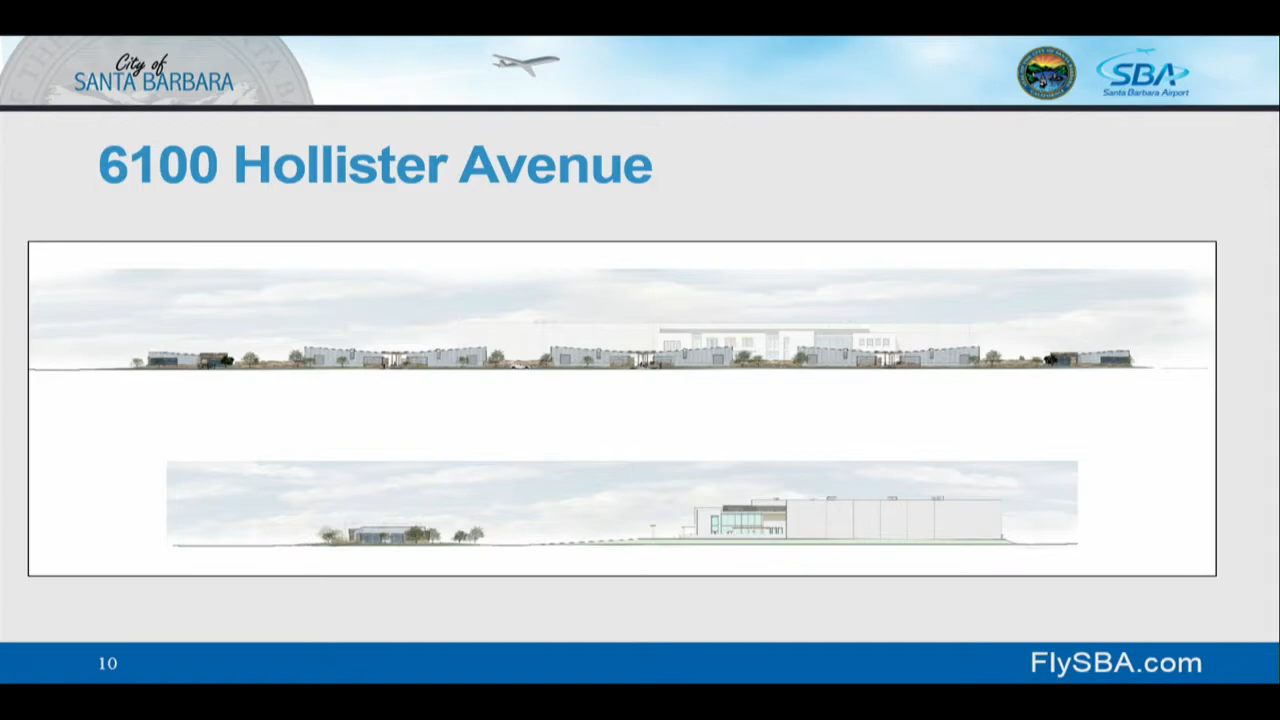 City of
SANTA BARBARA
SBA
Santa Barbara Airport
6100 Hollister Avenue
10
FlySBA.com